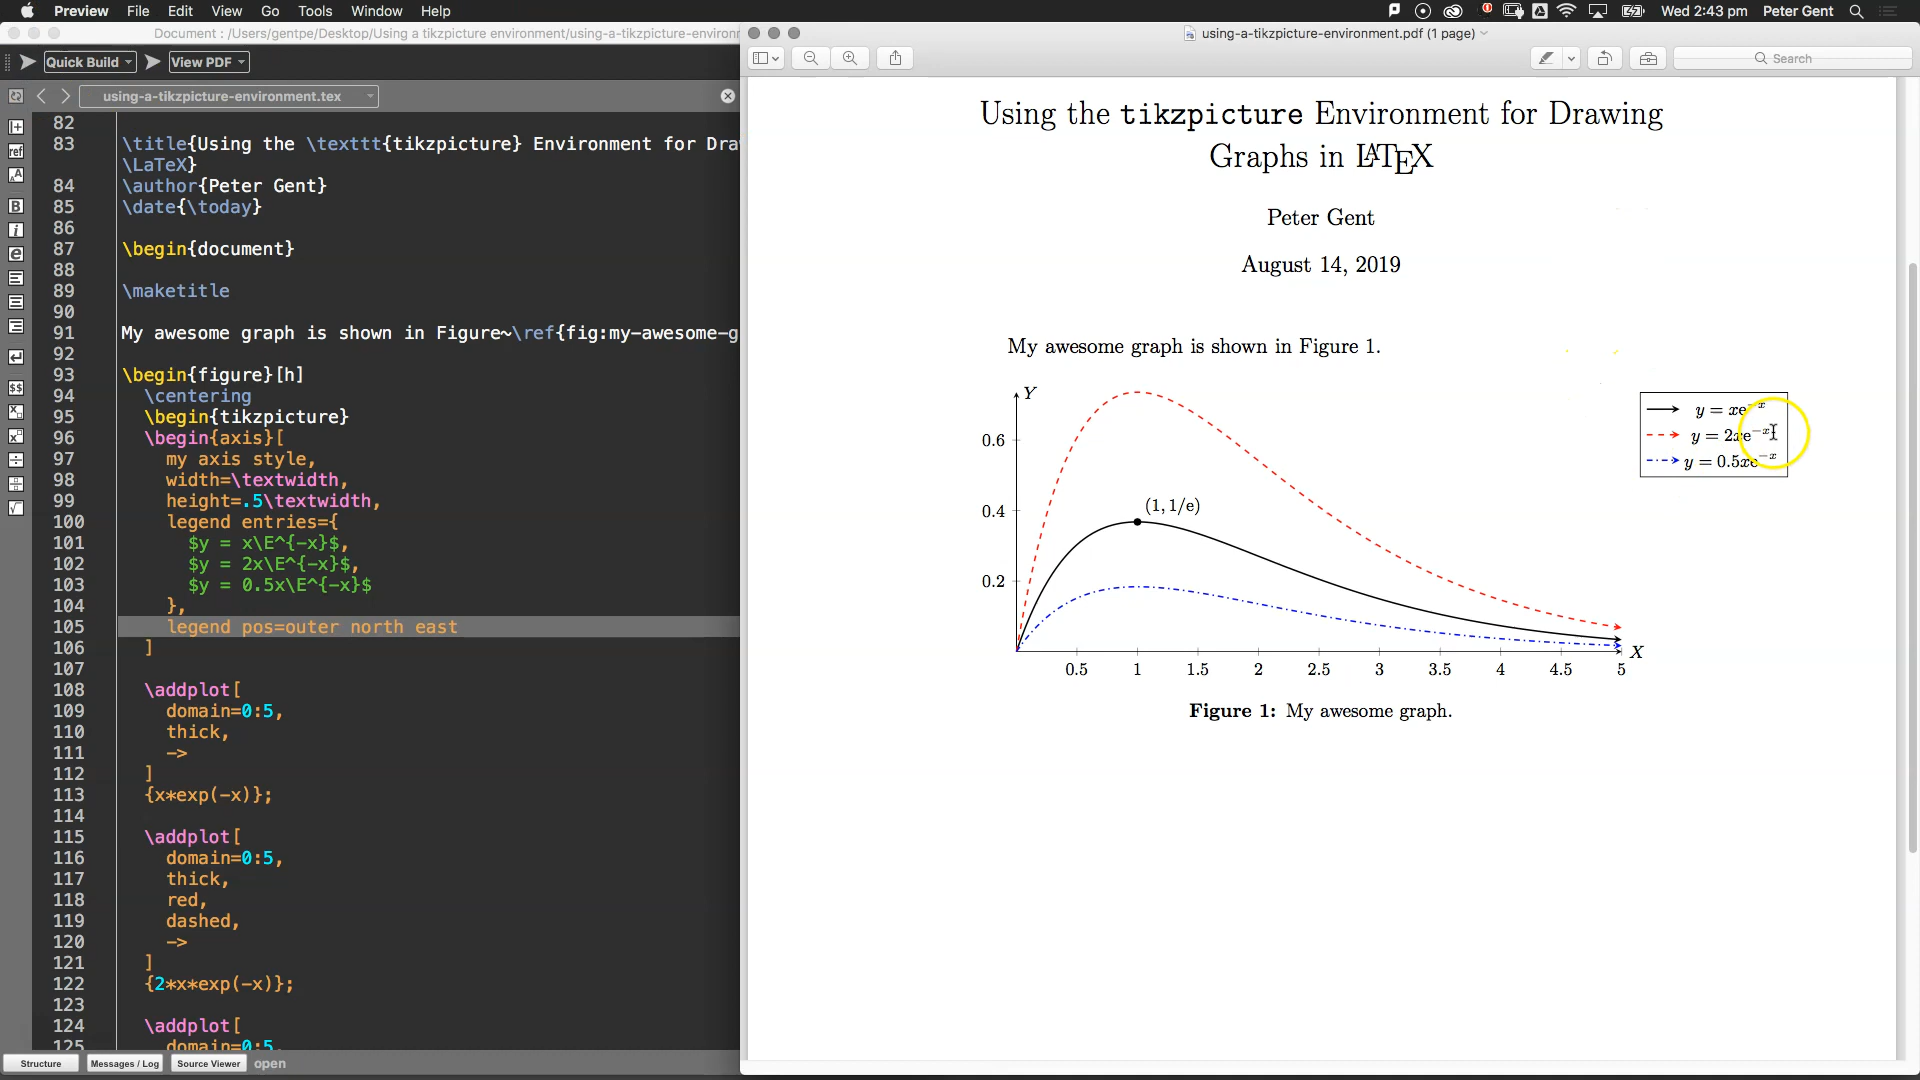 Preview File Edit View Go Tools Window Help
Wed 2:43 pm Peter Gent
Document : /Users/gentpe/Desktop/Using a tikzpicture environment/using-a-tikzpicture-environm
Quick Build View PDF
using-a-tikzpicture-environment.tex
82
83 \title{Using the \texttt{tikzpicture} Environment for Dra
\LaTeX}
84 \author{Peter Gent}
85 \date{\today}
86
87 \begin{document}
88
89 \maketitle
90
91 My awesome graph is shown in Figure~\ref{fig:my-awesome-g
92
93 \begin{figure}[h]
94 \centering
95 \begin{tikzpicture}
96 \begin{axis}[
97 my axis style,
98 width=\textwidth,
99 height=.5\textwidth,
100 legend entries={
101 $y = x\E^{-x}$,
102 $y = 2x\E^{-x}$,
103 $y = 0.5x\E^{-x}$
104 },
105 legend pos=outer north east
106 ]
107
108 \addplot[
109 domain=0:5,
110 thick,
111 ->
112 ]
113 {x*exp(-x)};
114
115 \addplot[
116 domain=0:5,
117 thick,
118 red,
119 dashed,
120 ->
121 ]
122 {2*x*exp(-x)};
123
124 \addplot[
125 domain=0:5,
Structure Messages / Log Source Viewer open
using-a-tikzpicture-environment.pdf (1 page)
Search
Using the tikzpicture Environment for Drawing
Graphs in LATEX
Peter Gent
August 14, 2019
My awesome graph is shown in Figure 1.
Y
y = xe^{-x}
y = 2xe^{-x}
y = 0.5xe^{-x}
0.6
(1, 1/e)
0.4
0.2
X
0.5 1 1.5 2 2.5 3 3.5 4 4.5 5
Figure 1: My awesome graph.